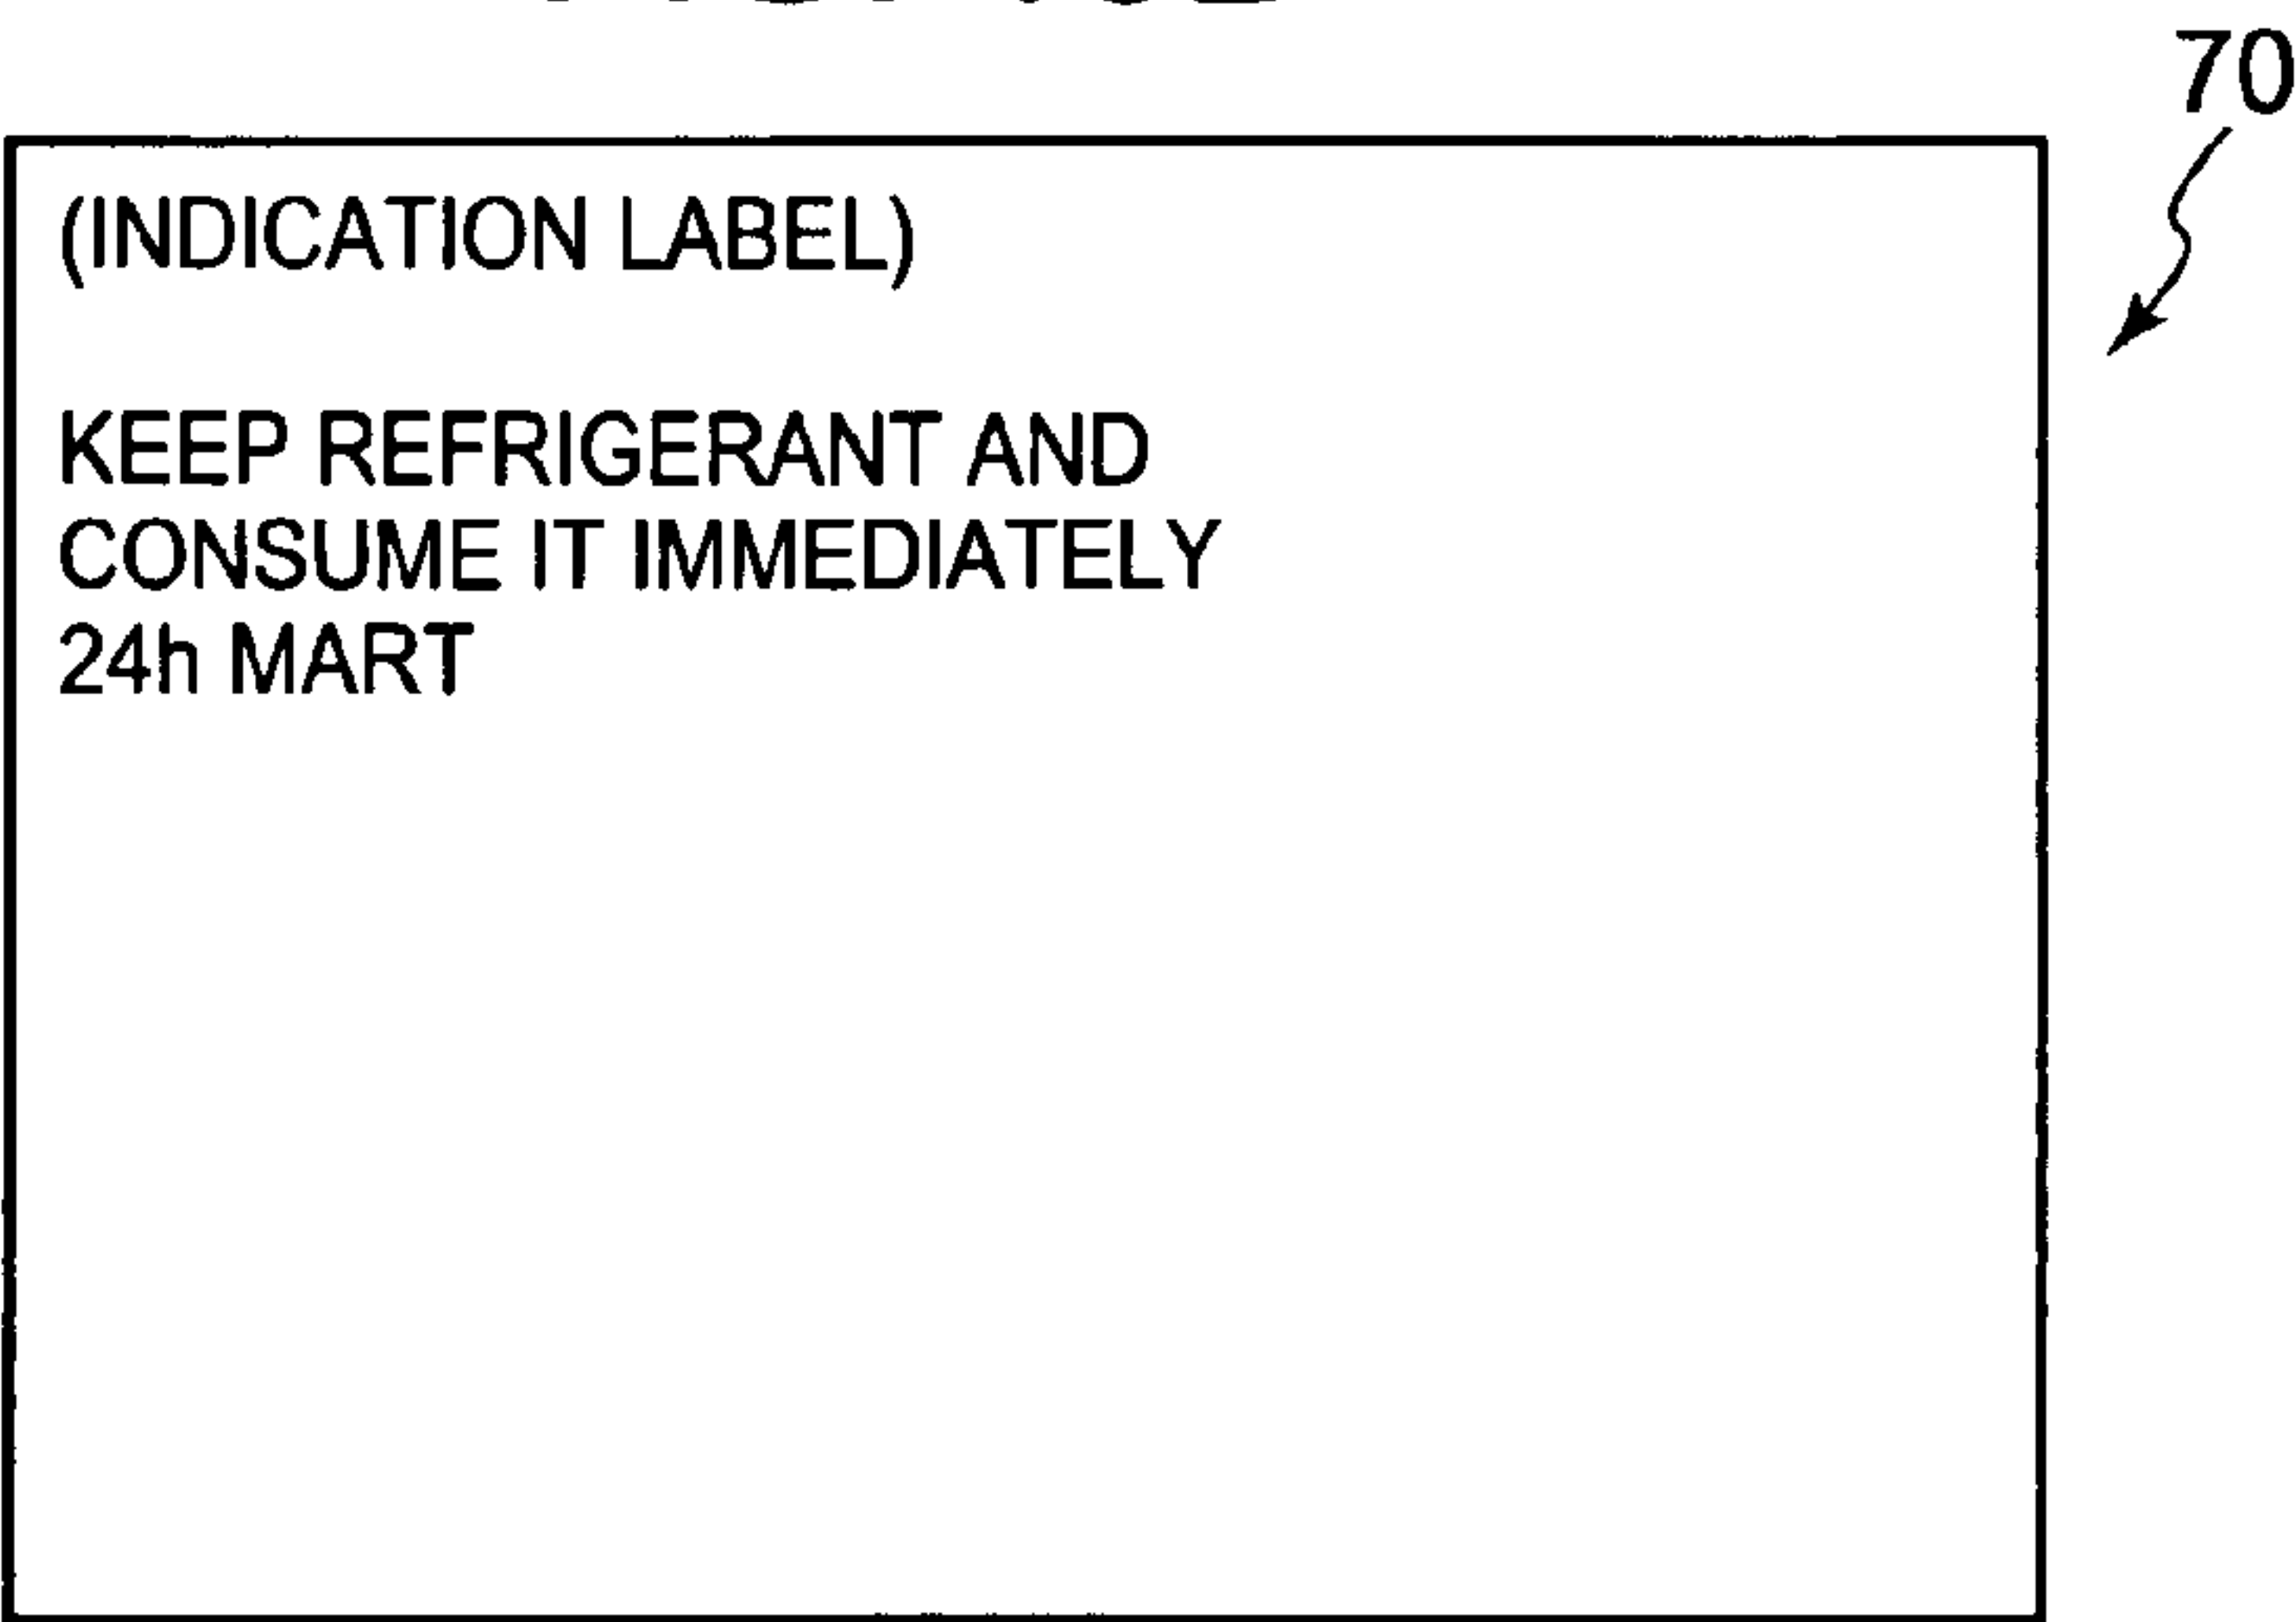 70
(INDICATION LABEL)
KEEP REFRIGERANT AND
CONSUME IT IMMEDIATELY
24h MART